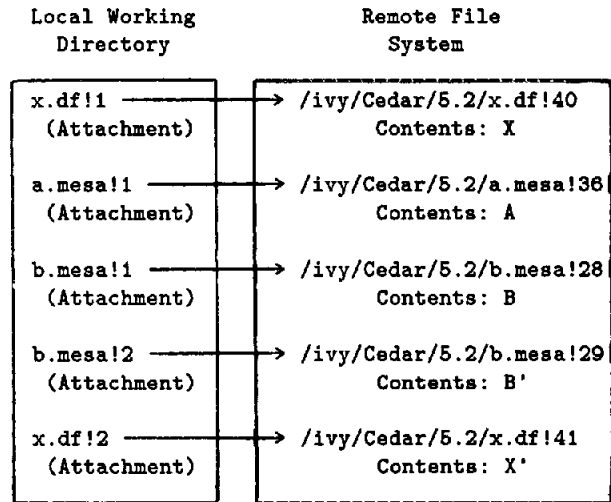 Local Working Remote File
Directory System
x.df!1 /ivy/Cedar/5.2/x.df!40
(Attachment) Contents: X
a.mesa!1 /ivy/Cedar/5.2/a.mesa!36
(Attachment) Contents: A
b.mesa!1 /ivy/Cedar/5.2/b.mesa!28
(Attachment) Contents: B
b.mesa!2 /ivy/Cedar/5.2/b.mesa!29
(Attachment) Contents: B'
x.df!2 /ivy/Cedar/5.2/x.df!41
(Attachment) Contents: X'